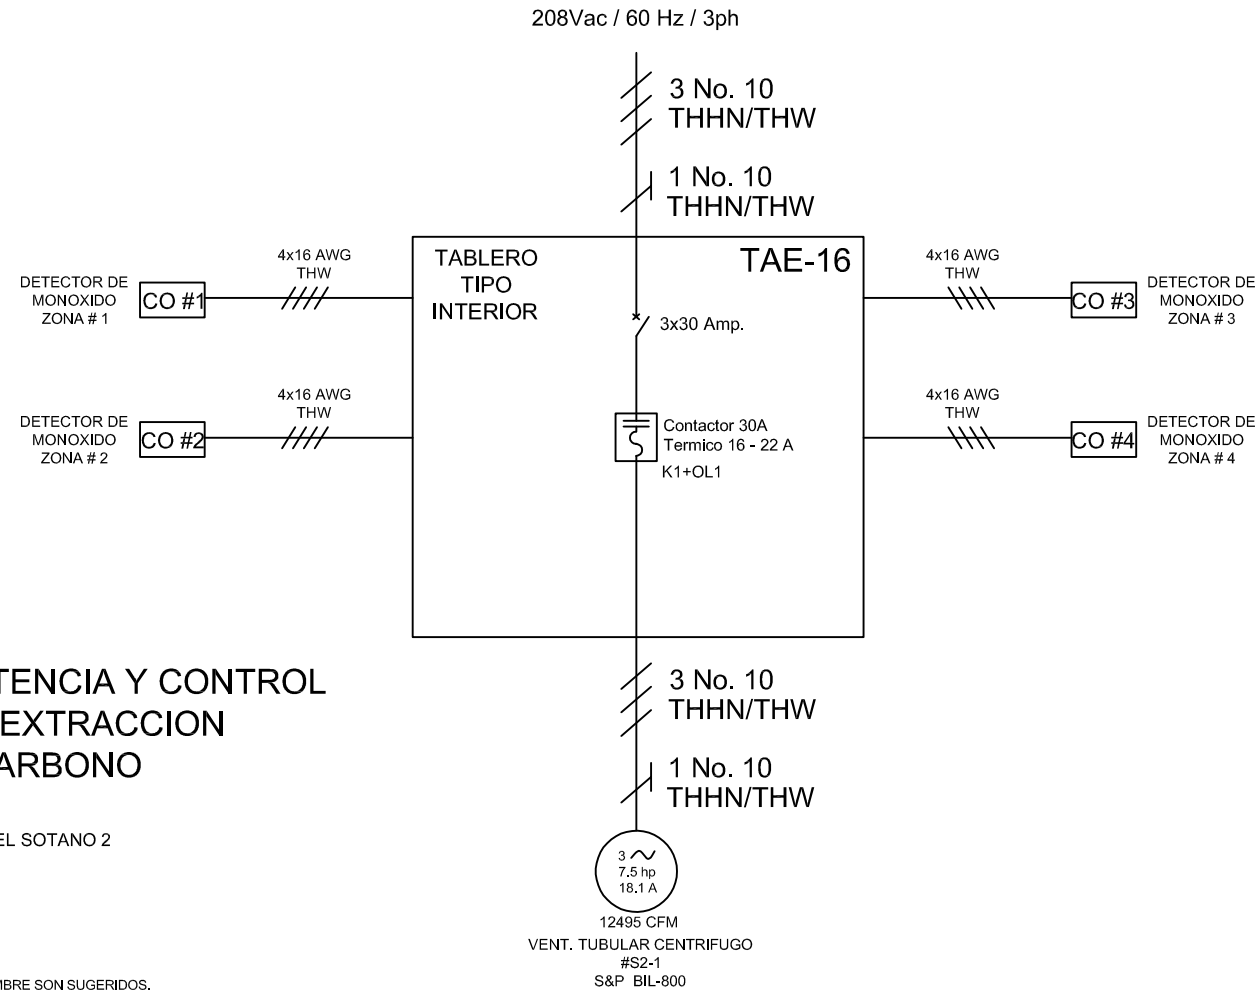 208Vac / 60 Hz / 3ph
3 No. 10
THHN/THW
1 No. 10
THHN/THW
TABLERO
TIPO
INTERIOR
TAE-16
4x16 AWG
THW
DETECTOR DE
MONOXIDO
ZONA # 1
CO #1
4x16 AWG
THW
DETECTOR DE
MONOXIDO
ZONA # 2
CO #2
3x30 Amp.
Contactor 30A
Termico 16 - 22 A
K1+OL1
4x16 AWG
THW
CO #3
DETECTOR DE
MONOXIDO
ZONA # 3
4x16 AWG
THW
CO #4
DETECTOR DE
MONOXIDO
ZONA # 4
TENCIA Y CONTROL
EXTRACCION
ARBONO
EL SOTANO 2
MBRE SON SUGERIDOS.
3 No. 10
THHN/THW
1 No. 10
THHN/THW
3
7.5 hp
18.1 A
12495 CFM
VENT. TUBULAR CENTRIFUGO
#S2-1
S&P BIL-800